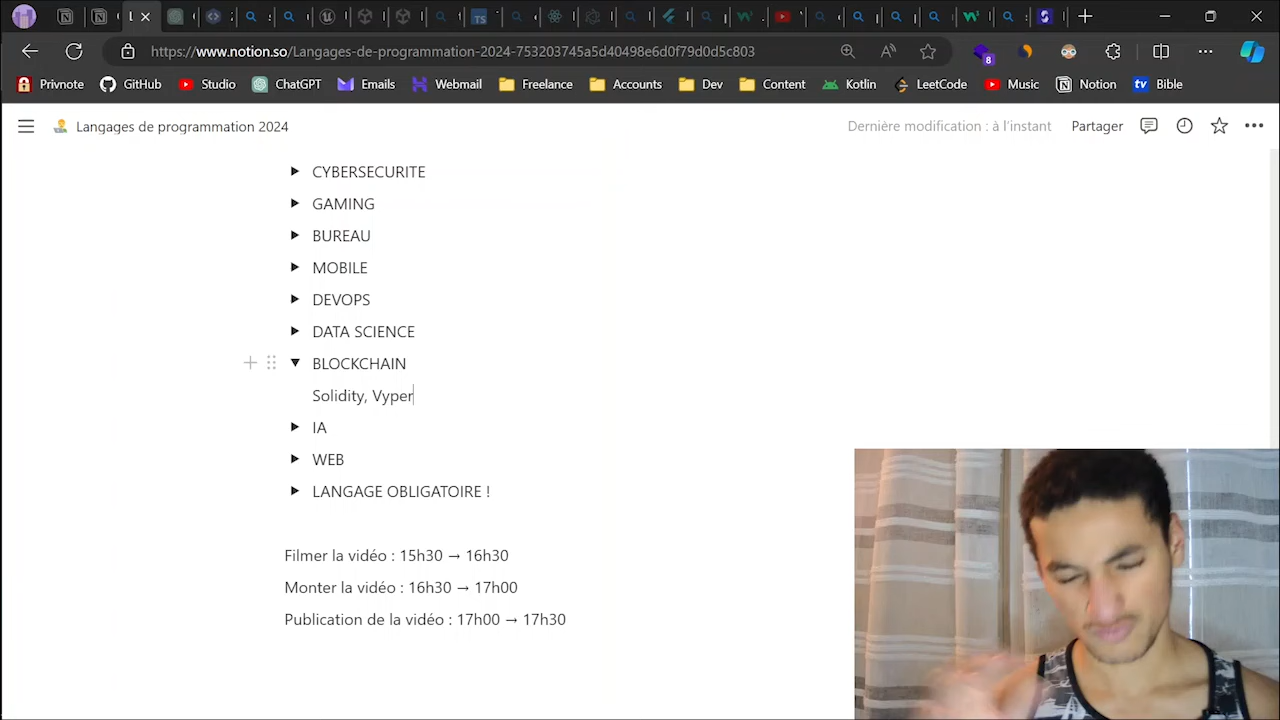 https://www.notion.so/Langages-de-programmation-2024-753203745a5d40498e6d0f79d0d5c803
8
Privnote GitHub Studio ChatGPT Emails Webmail Freelance Accounts Dev Content Kotlin LeetCode Music Notion Bible
Langages de programmation 2024 Dernière modification : à l'instant Partager
CYBERSECURITE
GAMING
BUREAU
MOBILE
DEVOPS
DATA SCIENCE
BLOCKCHAIN
Solidity, Vyper
IA
WEB
LANGAGE OBLIGATOIRE !
Filmer la vidéo : 15h30 → 16h30
Monter la vidéo : 16h30 → 17h00
Publication de la vidéo : 17h00 → 17h30